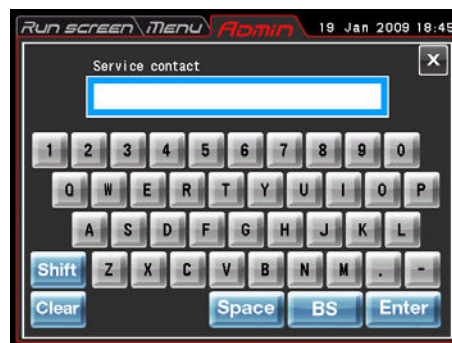 Run screen Menu Admin 19 Jan 2009 18:45
Service contact X
1 2 3 4 5 6 7 8 9 0
Q W E R T Y U I O P
A S D F G H J K L
Shift Z X C V B N M . -
Clear Space BS Enter